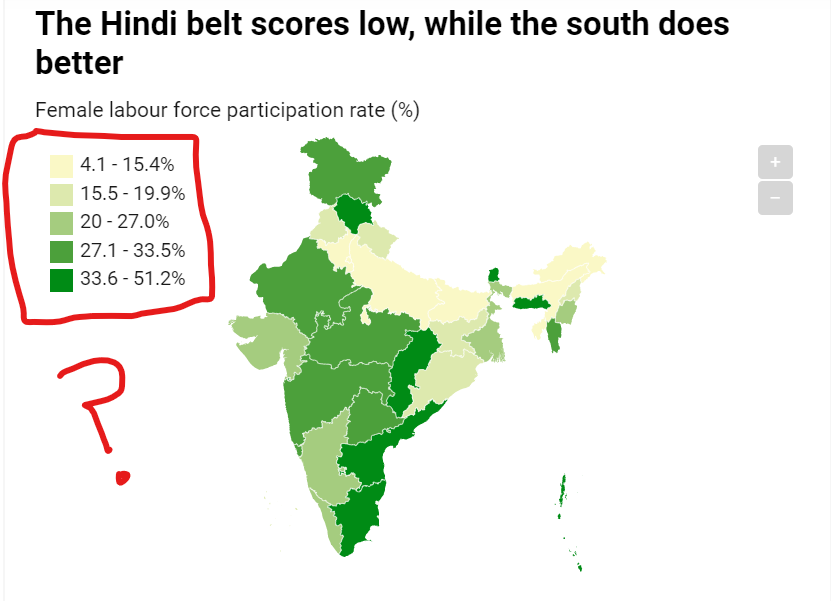 The Hindi belt scores low, while the south does
better
Female labour force participation rate (%)
4.1 - 15.4%
15.5 - 19.9%
20 - 27.0%
27.1 - 33.5%
33.6 - 51.2%
+
−
?